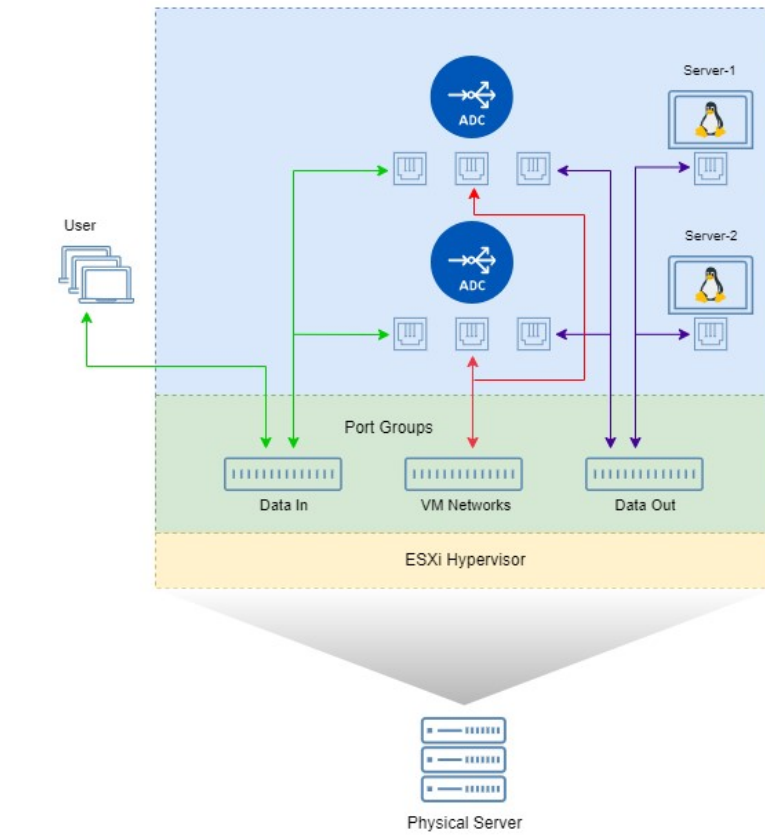 Server-1
ADC
User
Server-2
ADC
Port Groups
Data In
VM Networks
Data Out
ESXi Hypervisor
Physical Server